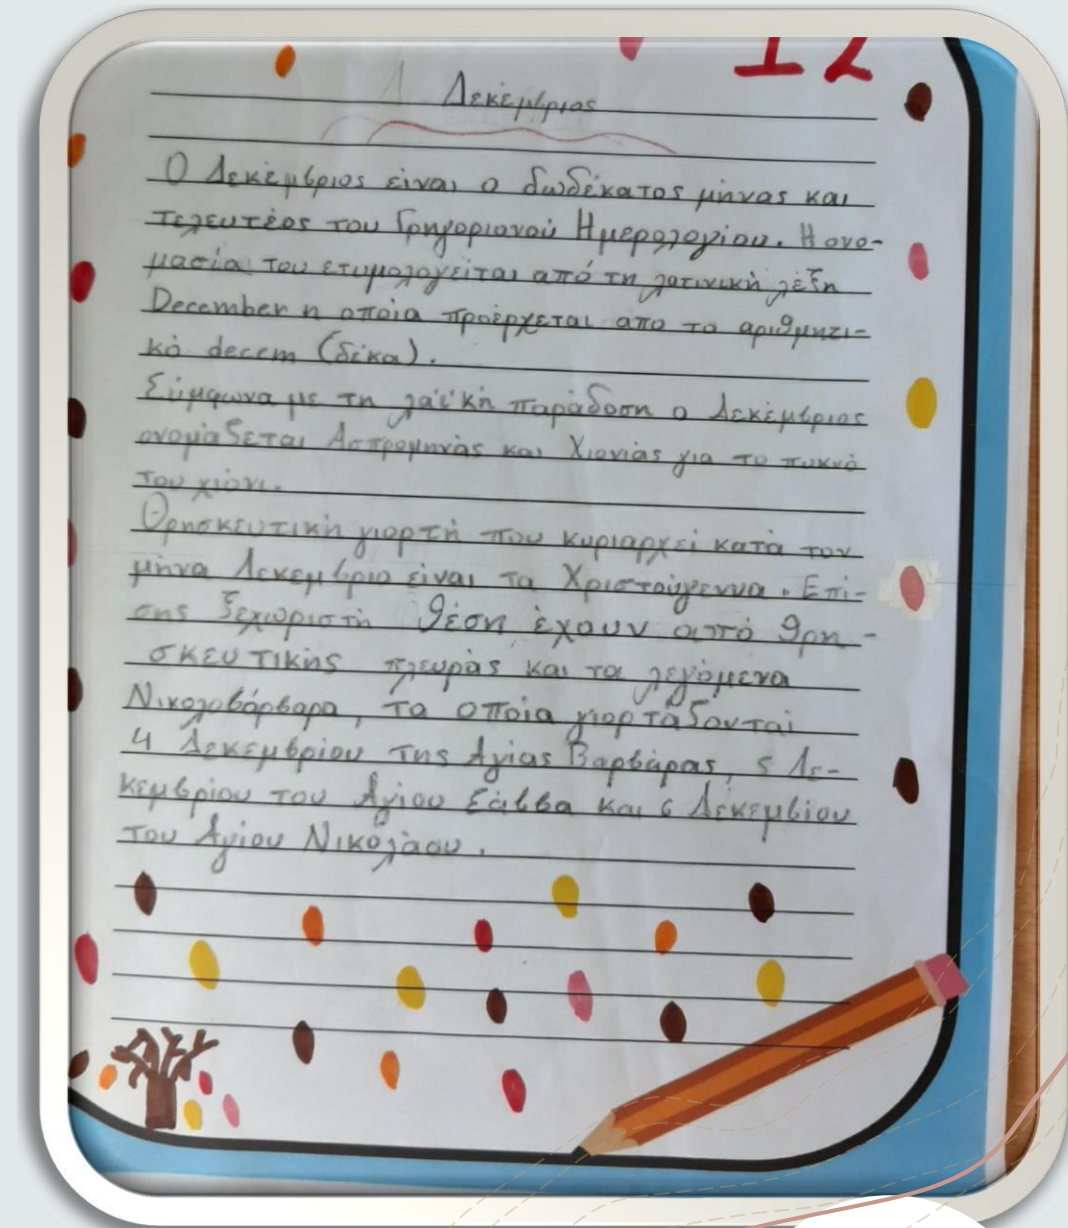 12
Δεκέμβριος
Ο Δεκέμβριος είναι ο δωδέκατος μήνας και
τελευτέος του Γρηγοριανού Ημερολογίου. Η ονο-
μασία του ετυμολογείται από τη λατινική λέξη
December η οποία προέρχεται απο το αριθμητι-
κό decem (δέκα).
Σύμφωνα με τη λαϊκή παράδοση ο Δεκέμβριος
ονομάζεται Ασπρομηνάς και Χιονιάς για το πυκνό
του χιόνι.
Θρησκευτική γιορτή που κυριαρχεί κατά τον
μήνα Δεκεμβριο είναι τα Χριστούγεννα. Επί-
σης ξεχωριστή θέση έχουν από θρη-
σκευτικής πλευράς και τα λεγόμενα
Νικολοβάρβαρα, τα οποία γιορτάζονται
4 Δεκεμβρίου της Αγίας Βαρβάρας, 5 Δε-
κεμβρίου του Αγίου Σάββα και 6 Δεκεμβίου
του Αγίου Νικολάου.